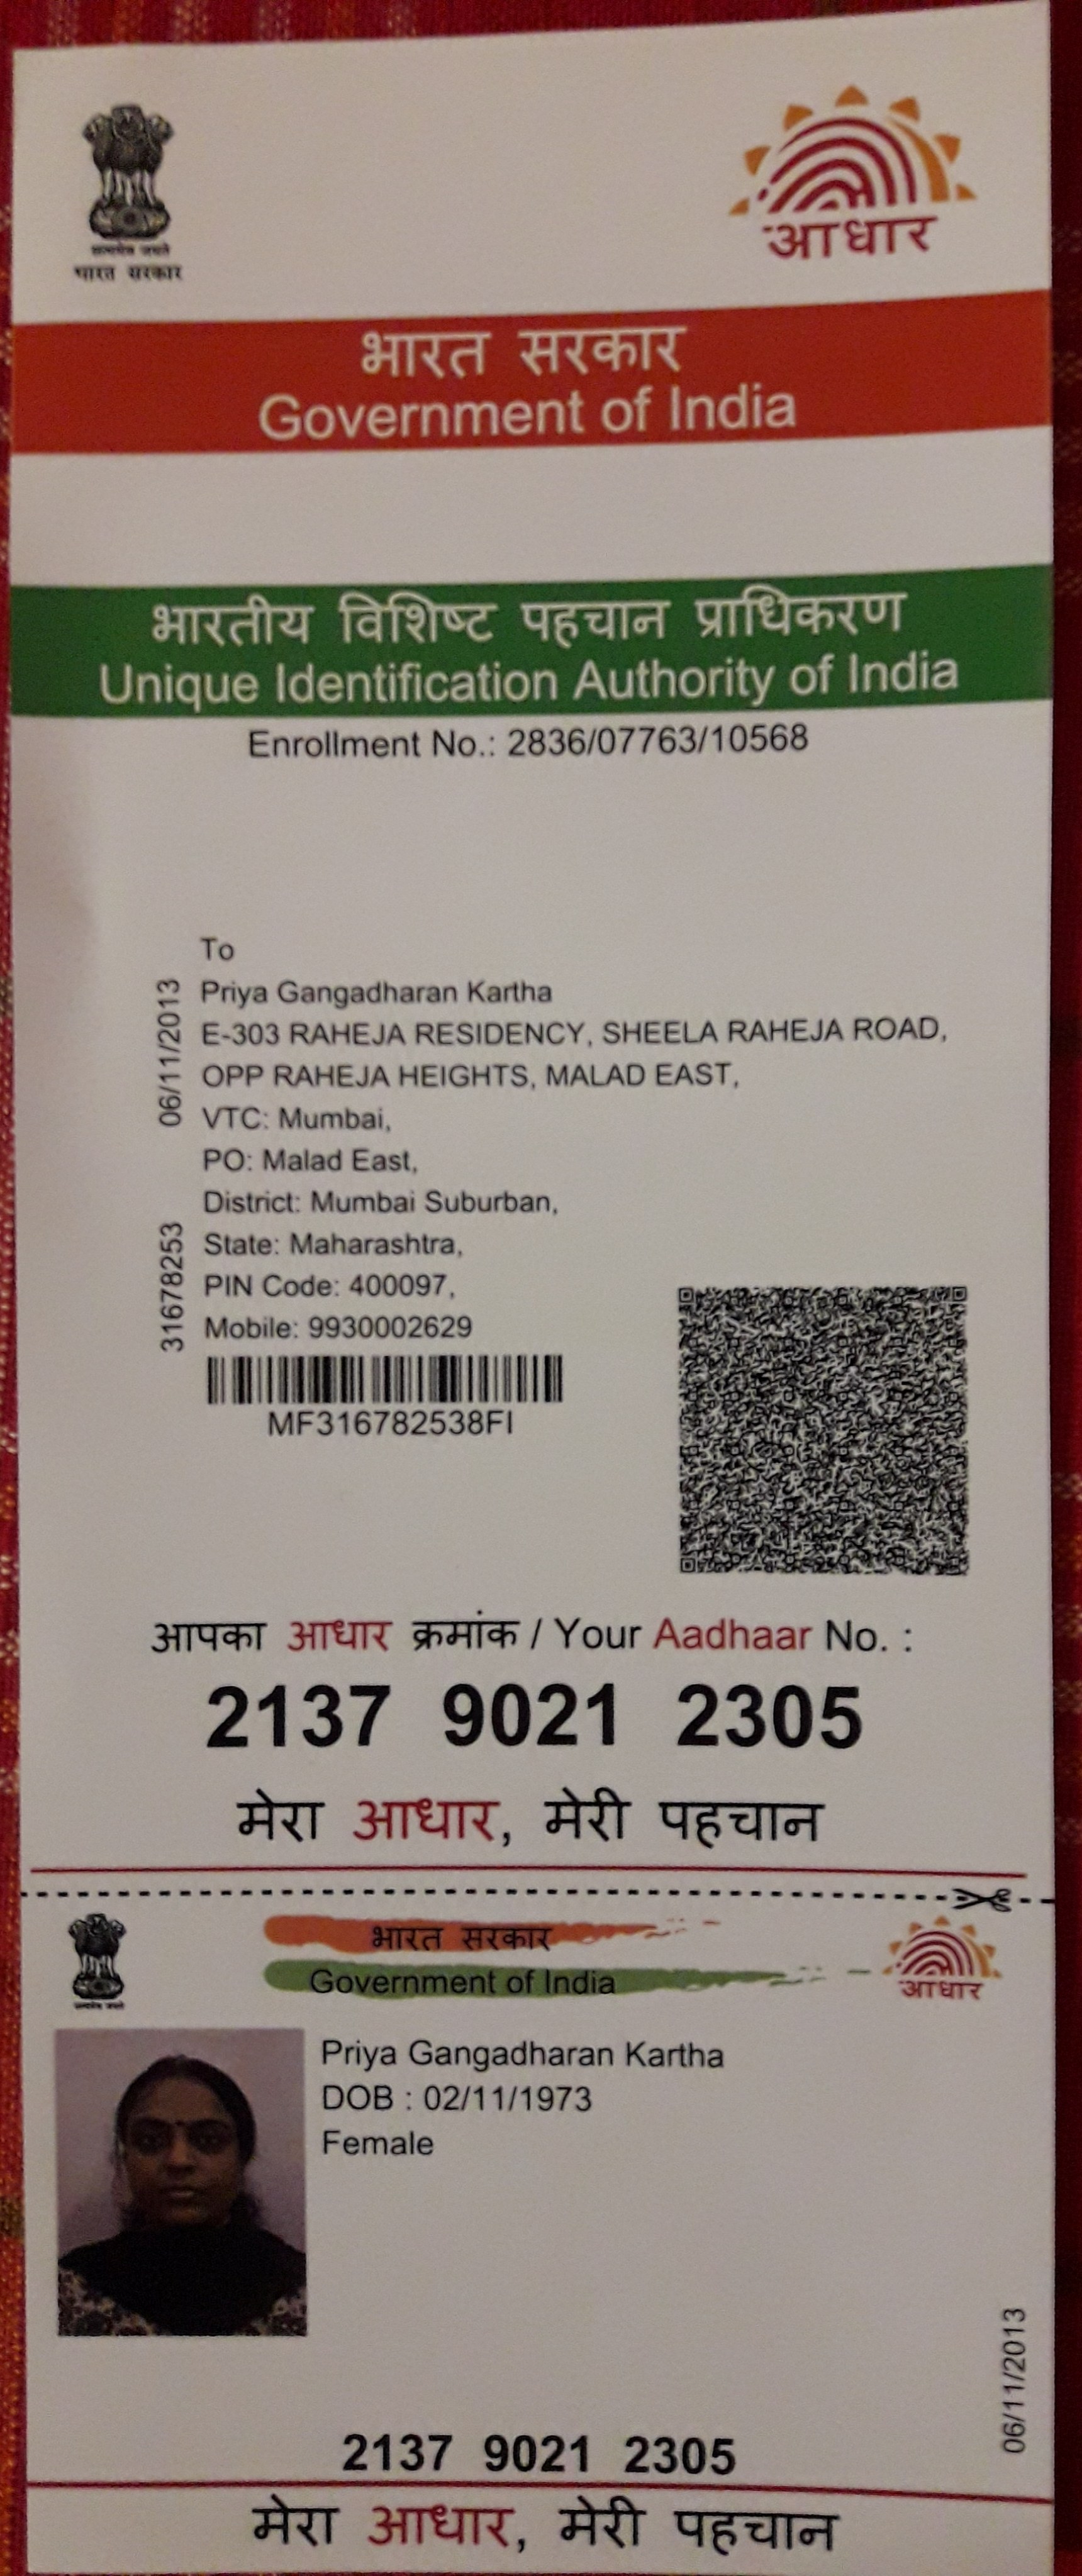 सत्यमेव जयते
भारत सरकार
आधार
भारत सरकार
Government of India
भारतीय विशिष्ट पहचान प्राधिकरण
Unique Identification Authority of India
Enrollment No.: 2836/07763/10568
06/11/2013
31678253
To
Priya Gangadharan Kartha
E-303 RAHEJA RESIDENCY, SHEELA RAHEJA ROAD,
OPP RAHEJA HEIGHTS, MALAD EAST,
VTC: Mumbai,
PO: Malad East,
District: Mumbai Suburban,
State: Maharashtra,
PIN Code: 400097,
Mobile: 9930002629
MF316782538FI
आपका आधार क्रमांक / Your Aadhaar No. :
2137 9021 2305
मेरा आधार, मेरी पहचान
भारत सरकार
Government of India
आधार
Priya Gangadharan Kartha
DOB : 02/11/1973
Female
06/11/2013
2137 9021 2305
मेरा आधार, मेरी पहचान